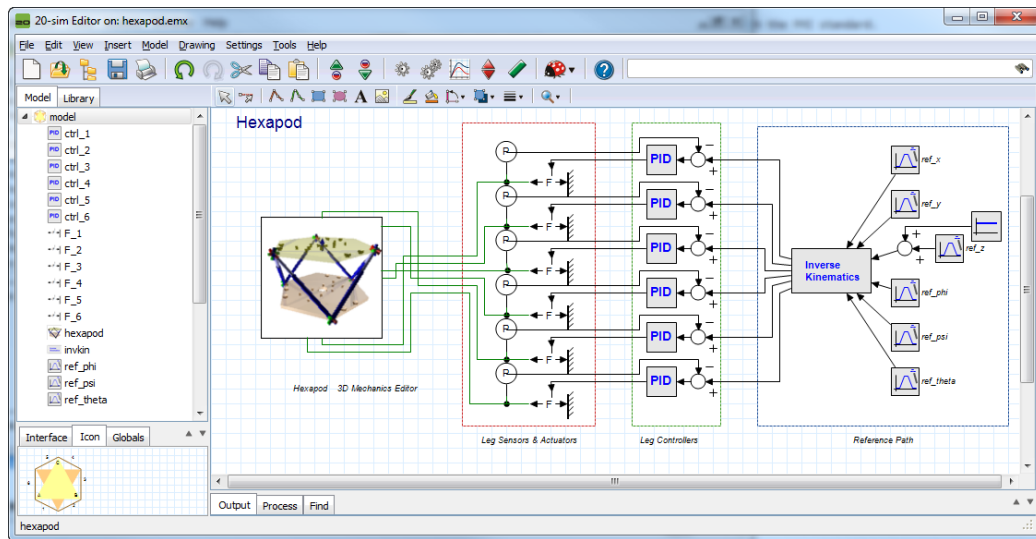 20-sim Editor on: hexapod.emx
File Edit View Insert Model Drawing Settings Tools Help
Model Library
model
ctrl_1
ctrl_2
ctrl_3
ctrl_4
ctrl_5
ctrl_6
F_1
F_2
F_3
F_4
F_5
F_6
hexapod
invkin
ref_phi
ref_psi
ref_theta
Interface Icon Globals
Hexapod
P
P
P
P
P
P
F
F
F
F
F
F
PID
PID
PID
PID
PID
PID
Inverse
Kinematics
ref_x
ref_y
ref_z
ref_phi
ref_psi
ref_theta
Hexapod 3D Mechanics Editor
Leg Sensors & Actuators
Leg Controllers
Reference Path
Output Process Find
hexapod